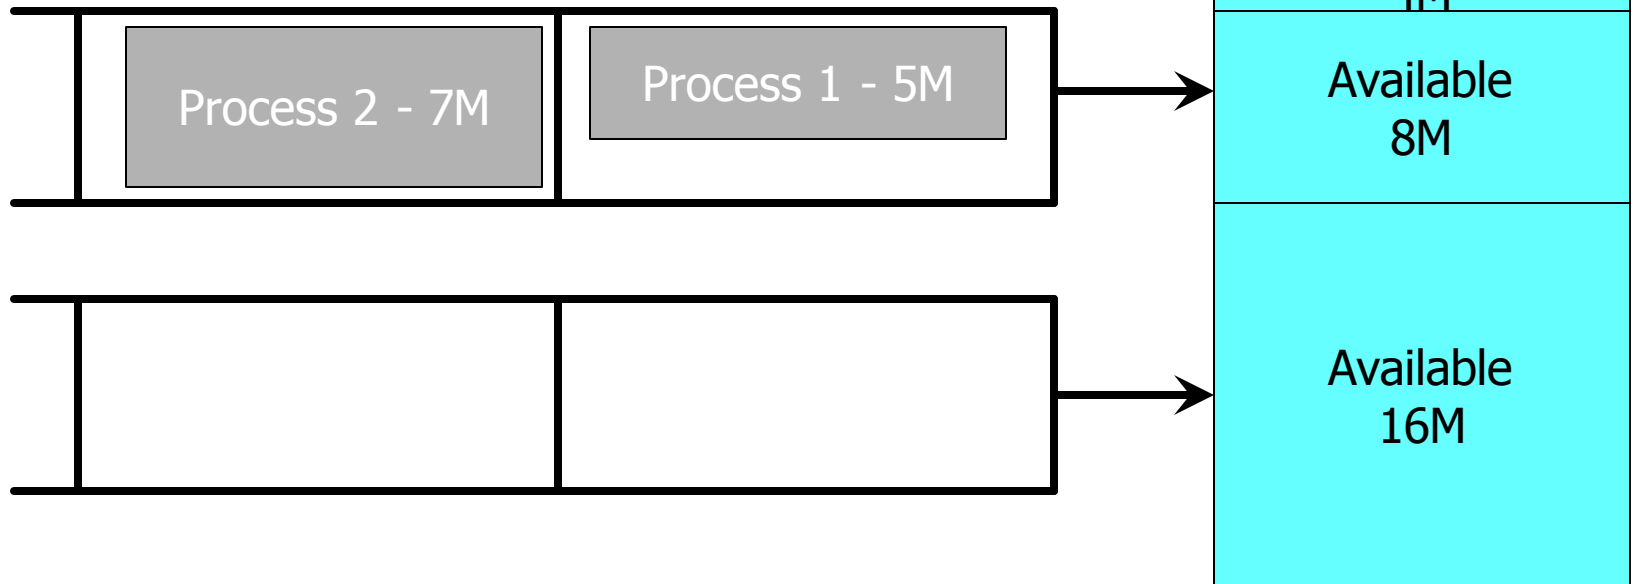 Process 2 - 7M
Process 1 - 5M
Available
8M
Available
16M